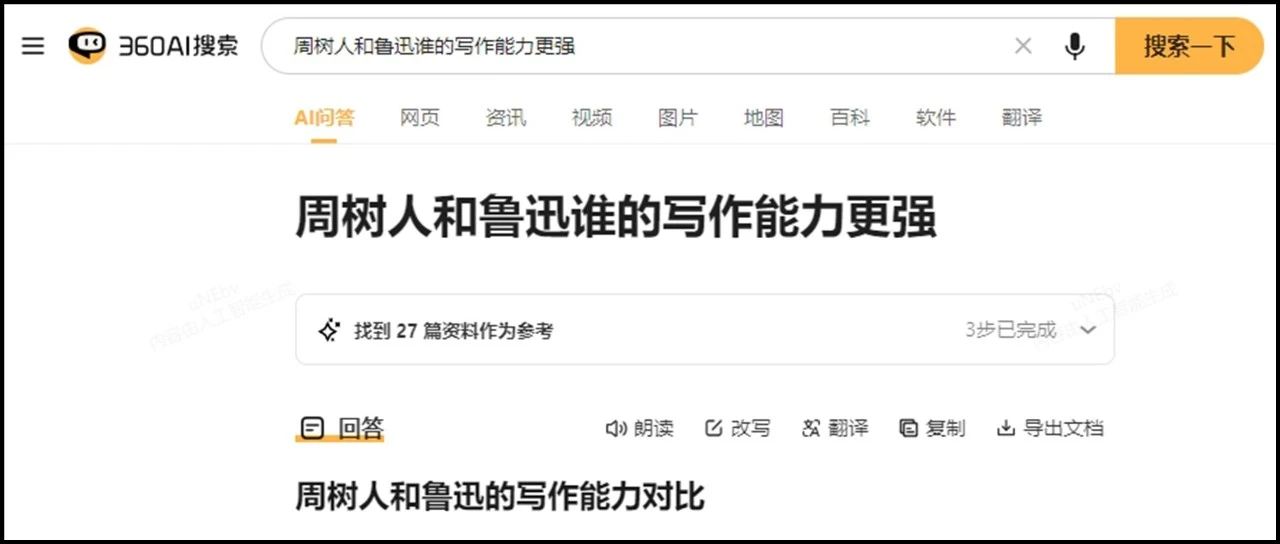 360AI搜索
周树人和鲁迅谁的写作能力更强
搜索一下
AI问答 网页 资讯 视频 图片 地图 百科 软件 翻译
周树人和鲁迅谁的写作能力更强
找到 27 篇资料作为参考
3步已完成
回答
朗读 改写 翻译 复制 导出文档
周树人和鲁迅的写作能力对比
内容由人工智能生成
内容由人工智能生成